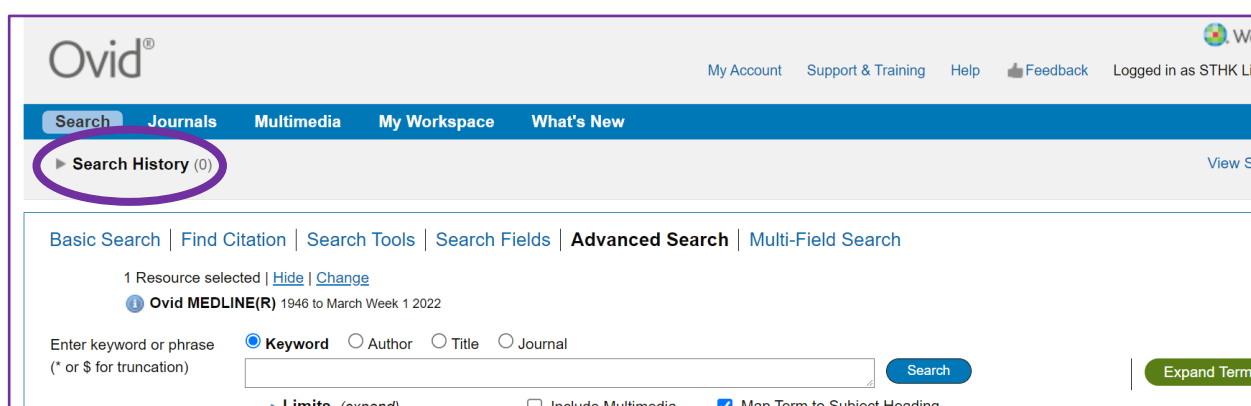 Ovid®
My Account Support & Training Help Feedback Logged in as STHK
Search Journals Multimedia My Workspace What's New
Search History (0)
View
Basic Search | Find Citation | Search Tools | Search Fields | Advanced Search | Multi-Field Search
1 Resource selected | Hide | Change
Ovid MEDLINE(R) 1946 to March Week 1 2022
Enter keyword or phrase
(* or $ for truncation)
Keyword Author Title Journal
Search
Expand Term
Limits (expand) Include Multimedia Map Term to Subject Heading